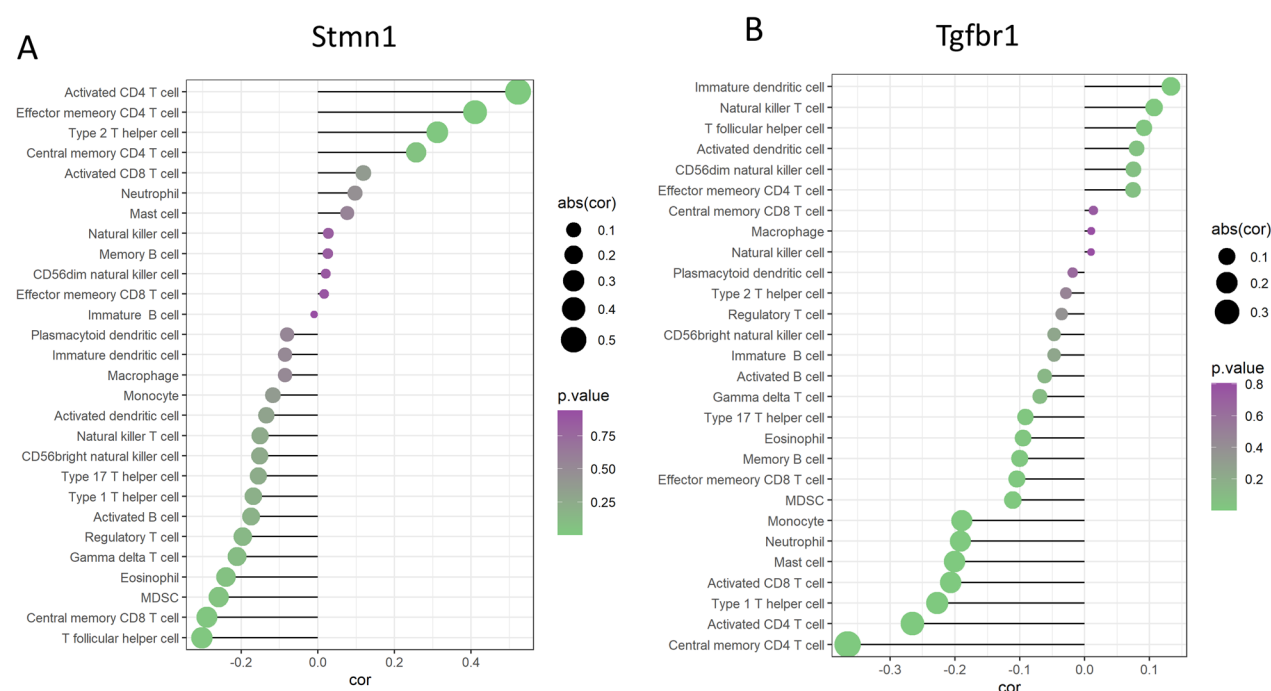 A
Stmn1
Activated CD4 T cell
Effector memeory CD4 T cell
Type 2 T helper cell
Central memory CD4 T cell
Activated CD8 T cell
Neutrophil
Mast cell
Natural killer cell
Memory B cell
CD56dim natural killer cell
Effector memeory CD8 T cell
Immature B cell
Plasmacytoid dendritic cell
Immature dendritic cell
Macrophage
Monocyte
Activated dendritic cell
Natural killer T cell
CD56bright natural killer cell
Type 17 T helper cell
Type 1 T helper cell
Activated B cell
Regulatory T cell
Gamma delta T cell
Eosinophil
MDSC
Central memory CD8 T cell
T follicular helper cell
-0.2 0.0 0.2 0.4
cor
abs(cor)
0.1
0.2
0.3
0.4
0.5
p.value
0.75
0.50
0.25
B
Tgfbr1
Immature dendritic cell
Natural killer T cell
T follicular helper cell
Activated dendritic cell
CD56dim natural killer cell
Effector memeory CD4 T cell
Central memory CD8 T cell
Macrophage
Natural killer cell
Plasmacytoid dendritic cell
Type 2 T helper cell
Regulatory T cell
CD56bright natural killer cell
Immature B cell
Activated B cell
Gamma delta T cell
Type 17 T helper cell
Eosinophil
Memory B cell
Effector memeory CD8 T cell
MDSC
Monocyte
Neutrophil
Mast cell
Activated CD8 T cell
Type 1 T helper cell
Activated CD4 T cell
Central memory CD4 T cell
-0.3 -0.2 -0.1 0.0 0.1
cor
abs(cor)
0.1
0.2
0.3
p.value
0.8
0.6
0.4
0.2